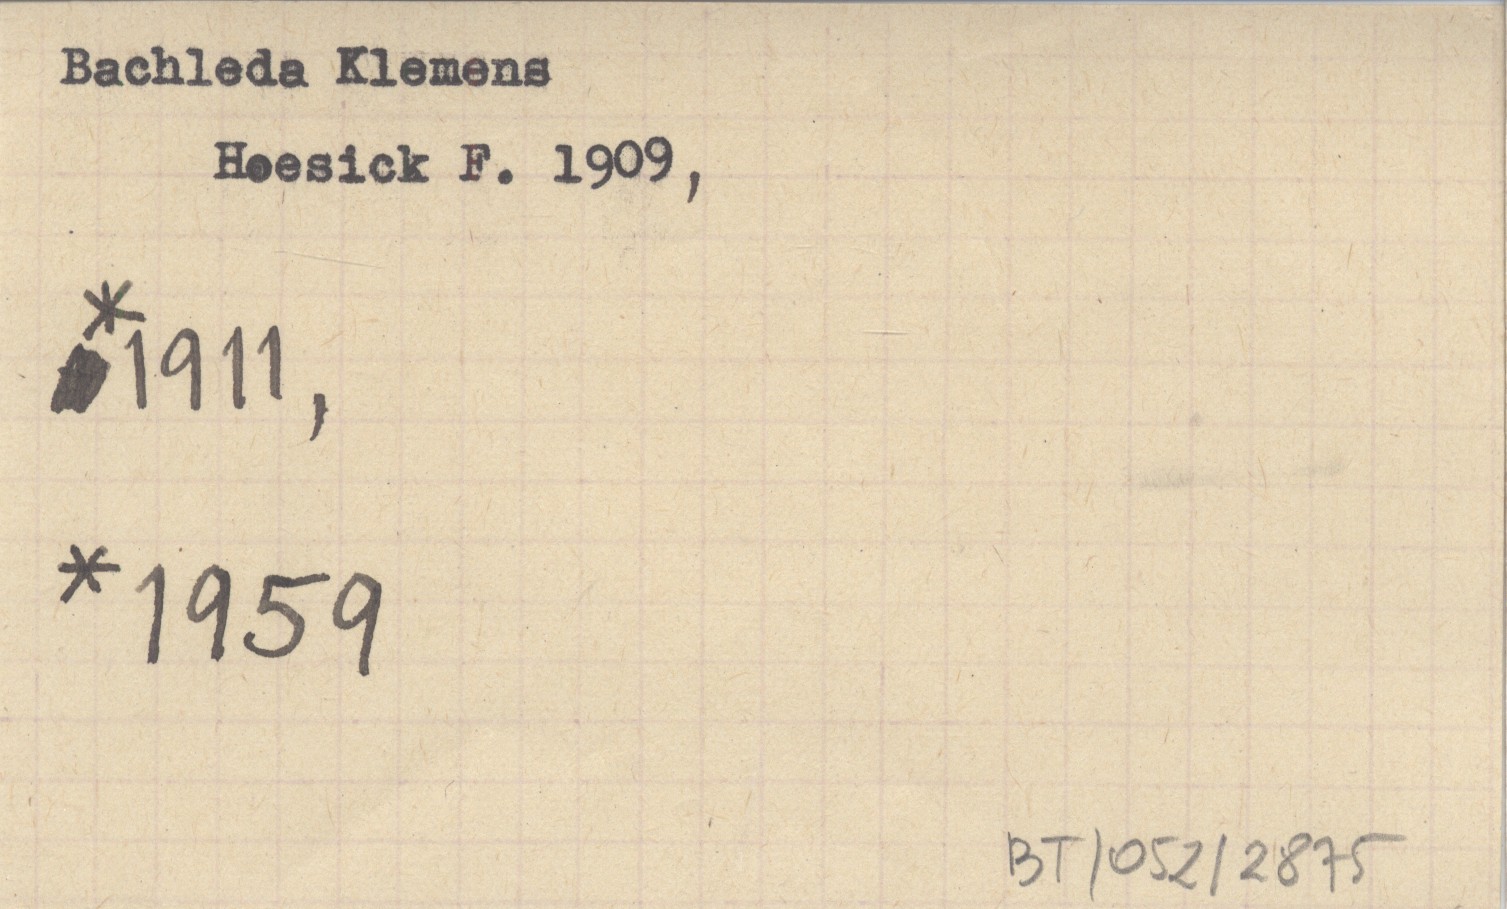 Bachleda Klemens
Hoesick F. 1909,
*1911,
*1959
BT/052/2875